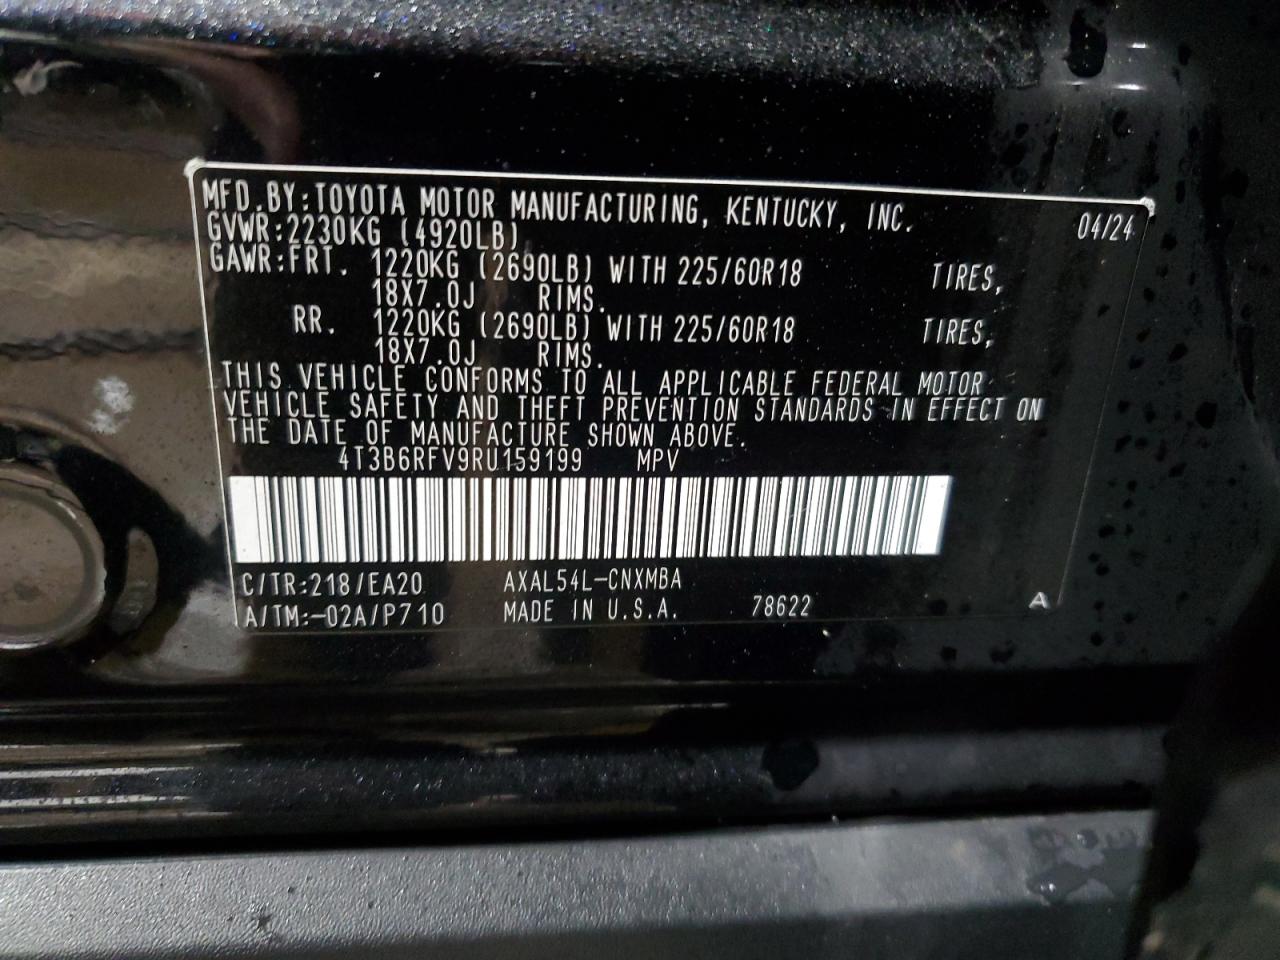 MFD.BY:TOYOTA MOTOR MANUFACTURING, KENTUCKY, INC. 04/24
GVWR:2230KG (4920LB)
GAWR:FRT. 1220KG (2690LB) WITH 225/60R18 TIRES,
18X7.0J RIMS.
RR. 1220KG (2690LB) WITH 225/60R18 TIRES,
18X7.0J RIMS.
THIS VEHICLE CONFORMS TO ALL APPLICABLE FEDERAL MOTOR
VEHICLE SAFETY AND THEFT PREVENTION STANDARDS IN EFFECT ON
THE DATE OF MANUFACTURE SHOWN ABOVE.
4T3B6RFV9RU159199 MPV
C/TR:218/EA20 AXAL54L-CNXMBA
A/TM:-02A/P710 MADE IN U.S.A. 78622 A